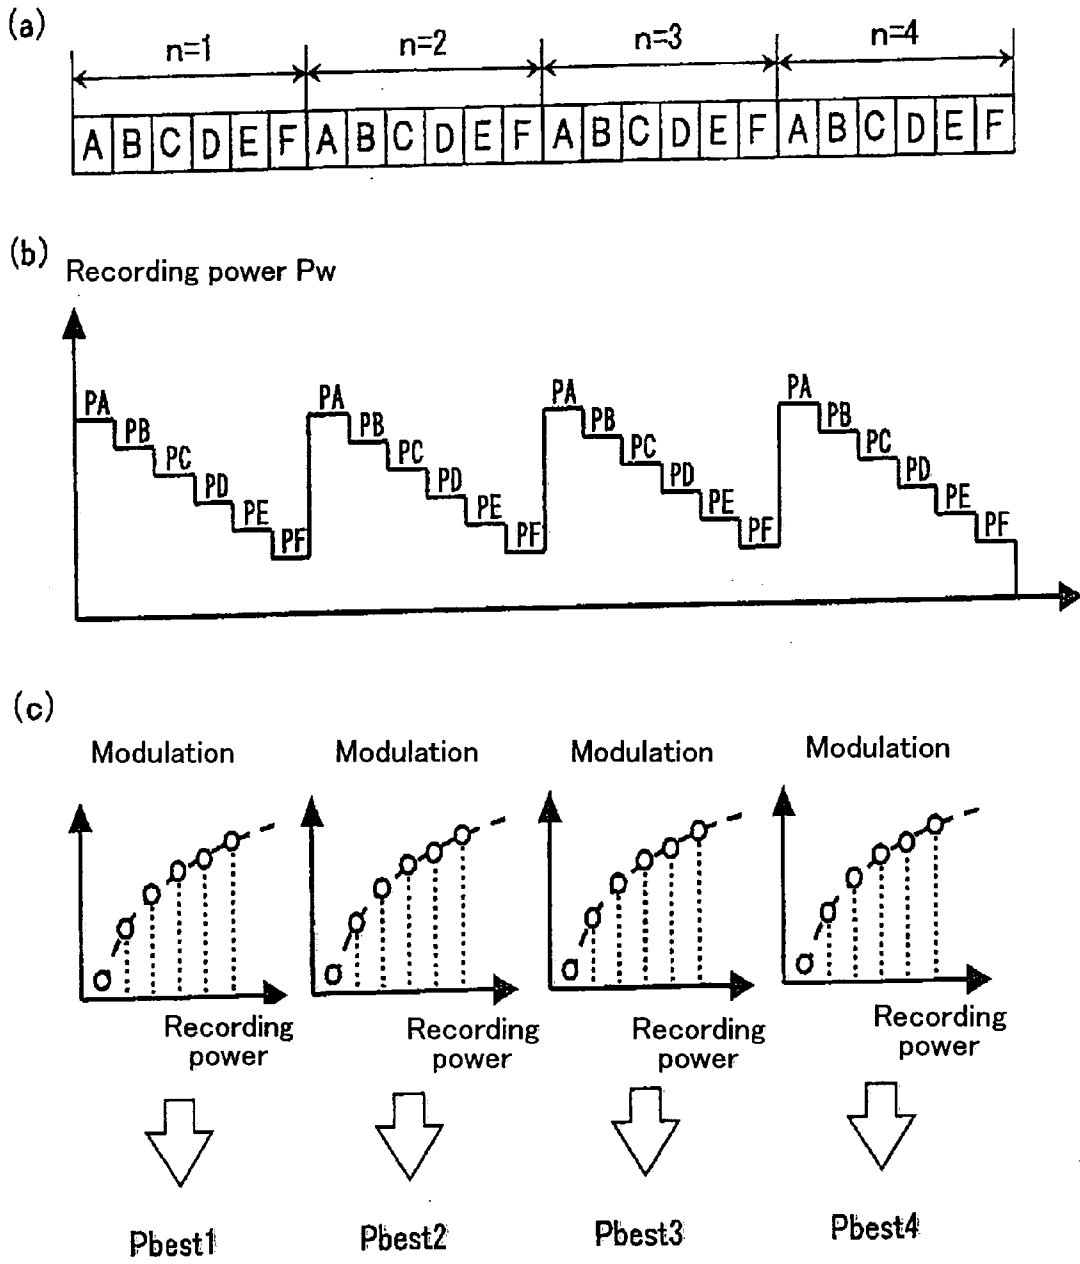 (a)
n=1 n=2 n=3 n=4
A B C D E F A B C D E F A B C D E F A B C D E F
(b)
Recording power Pw
PA PB PC PD PE PF PA PB PC PD PE PF PA PB PC PD PE PF PA PB PC PD PE PF
(c)
Modulation Modulation Modulation Modulation
Recording Recording Recording Recording
power power power power
Pbest1 Pbest2 Pbest3 Pbest4